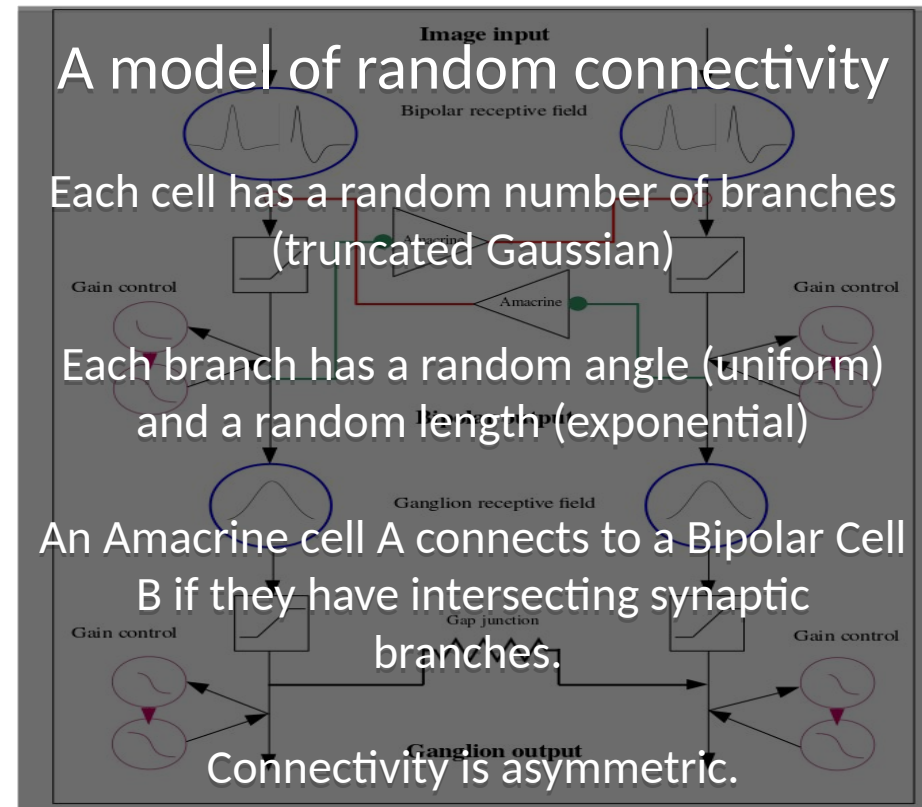 Image input
A model of random connectivity
Bipolar receptive field
Each cell has a random number of branches
Amacrine
(truncated Gaussian)
Gain control
Gain control
Amacrine
Each branch has a random angle (uniform)
Bipolar output
and a random length (exponential)
Ganglion receptive field
An Amacrine cell A connects to a Bipolar Cell
B if they have intersecting synaptic
Gap junction
Gain control
Gain control
branches.
Ganglion output
Connectivity is asymmetric.